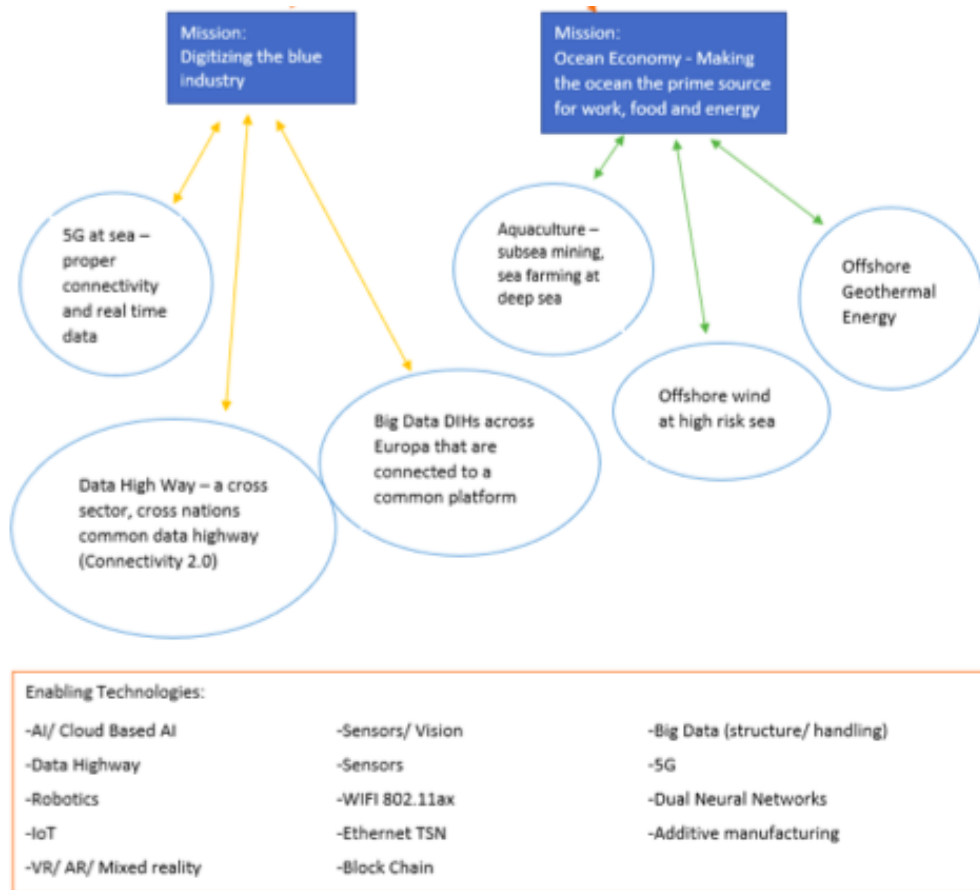 Mission:
Digitizing the blue
industry
Mission:
Ocean Economy - Making
the ocean the prime source
for work, food and energy
5G at sea –
proper
connectivity
and real time
data
Aquaculture –
subsea mining,
sea farming at
deep sea
Offshore
Geothermal
Energy
Offshore wind
at high risk sea
Big Data DIHs across
Europa that are
connected to a
common platform
Data High Way – a cross
sector, cross nations
common data highway
(Connectivity 2.0)
Enabling Technologies:
-AI/ Cloud Based AI
-Data Highway
-Robotics
-IoT
-VR/ AR/ Mixed reality
-Sensors/ Vision
-Sensors
-WIFI 802.11ax
-Ethernet TSN
-Block Chain
-Big Data (structure/ handling)
-5G
-Dual Neural Networks
-Additive manufacturing